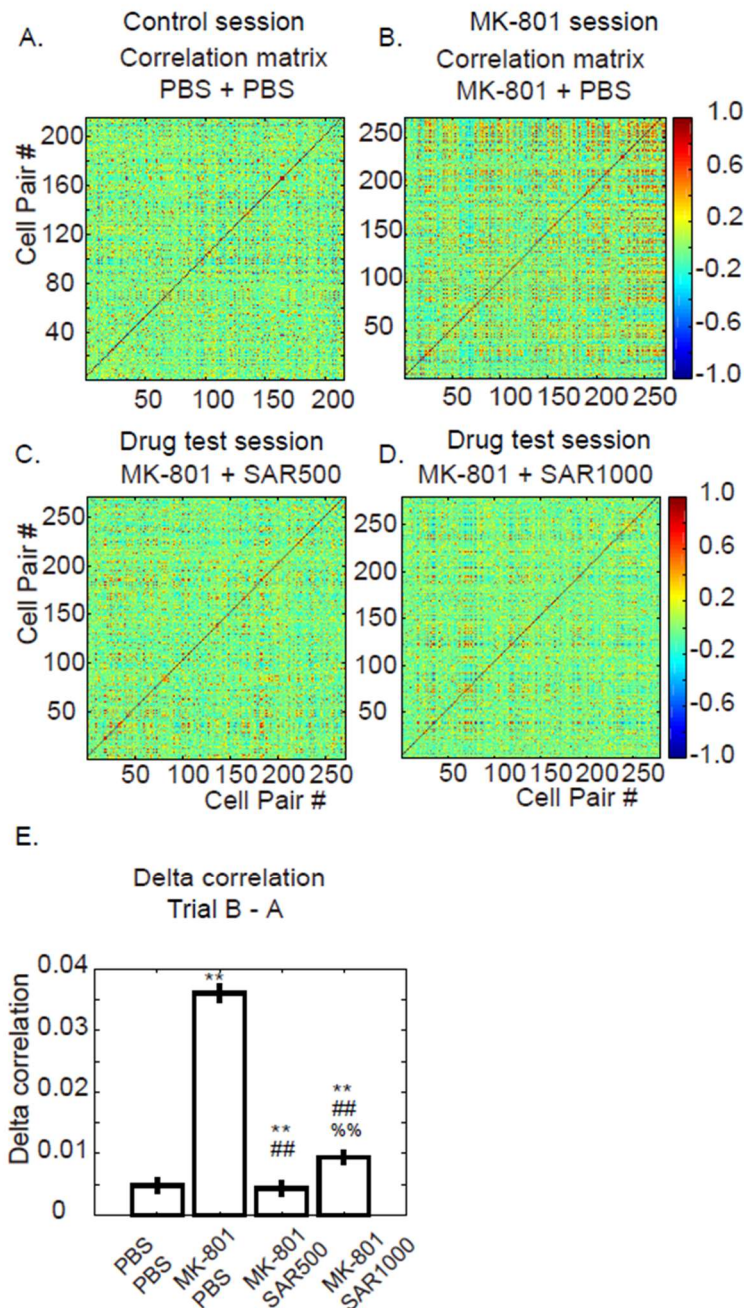 A.
Control session
Correlation matrix
PBS + PBS
B.
MK-801 session
Correlation matrix
MK-801 + PBS
Cell Pair #
200
160
120
80
40
50 100 150 200
250
200
150
100
50
50 100 150 200 250
1.0
0.6
0.2
-0.2
-0.6
-1.0
C.
Drug test session
MK-801 + SAR500
D.
Drug test session
MK-801 + SAR1000
Cell Pair #
250
200
150
100
50
50 100 150 200 250
Cell Pair #
250
200
150
100
50
50 100 150 200 250
Cell Pair #
1.0
0.6
0.2
-0.2
-0.6
-1.0
E.
Delta correlation
Trial B - A
Delta correlation
0.04
0.03
0.02
0.01
0
**
**
##
**
##
%%
PBS
PBS
MK-801
PBS
MK-801
SAR500
MK-801
SAR1000